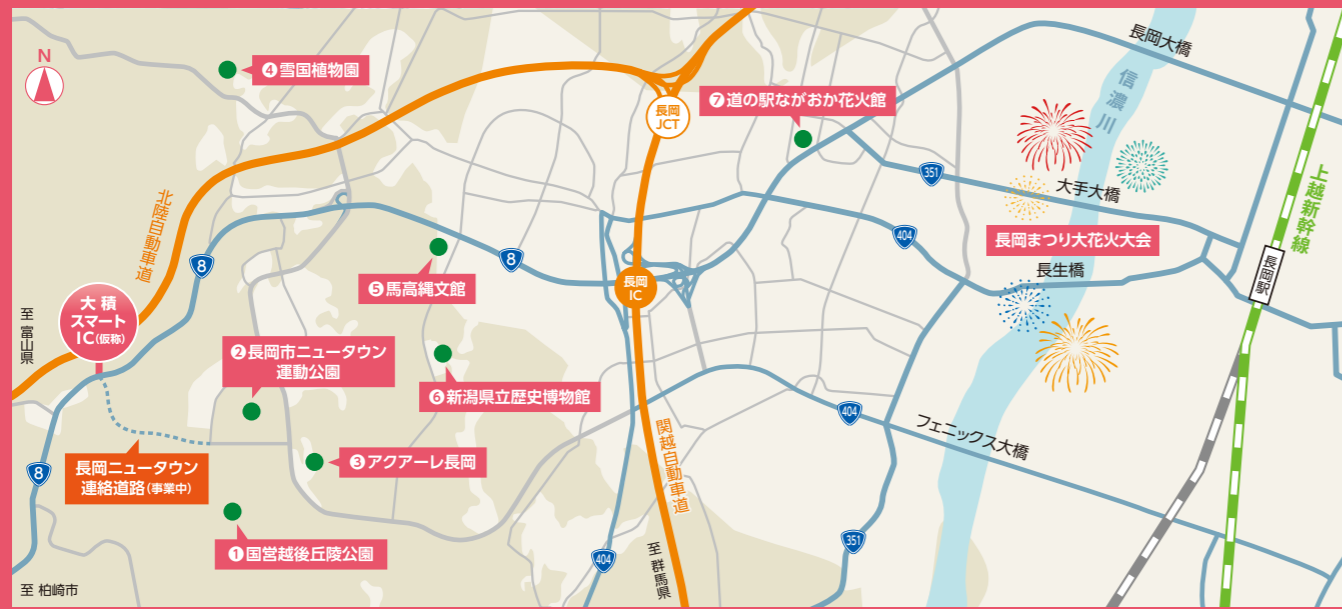 N
❹雪国植物園
長岡
JCT
❼道の駅ながおか花火館
長岡大橋
信濃川
351
大手大橋
上越新幹線
北陸自動車道
8
8
404
長岡まつり大花火大会
❺馬高縄文館
長岡
IC
長生橋
長岡駅
至 富山県
大積
スマート
IC(仮称)
❷長岡市ニュータウン
運動公園
❻新潟県立歴史博物館
404
フェニックス大橋
関越自動車道
8
長岡ニュータウン
連絡道路(事業中)
❸アクアーレ長岡
❶国営越後丘陵公園
351
404
至 群馬県
至 柏崎市